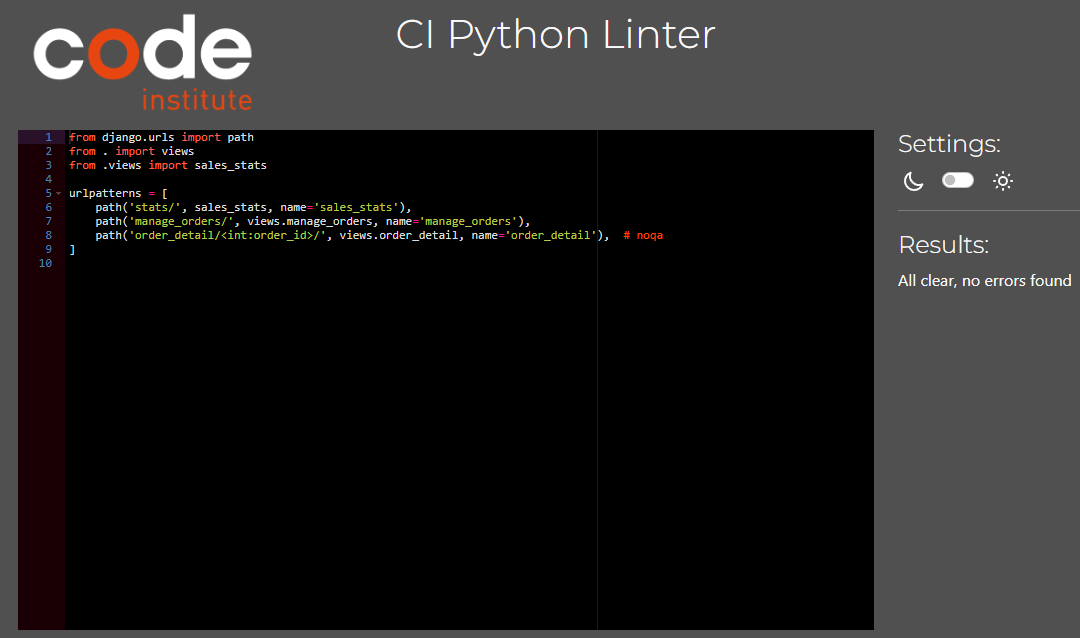 code
institute
CI Python Linter
1 from django.urls import path
2 from . import views
3 from .views import sales_stats
4
5 urlpatterns = [
6     path('stats/', sales_stats, name='sales_stats'),
7     path('manage_orders/', views.manage_orders, name='manage_orders'),
8     path('order_detail/<int:order_id>/', views.order_detail, name='order_detail'),  # noqa
9 ]
10
Settings:
Results:
All clear, no errors found